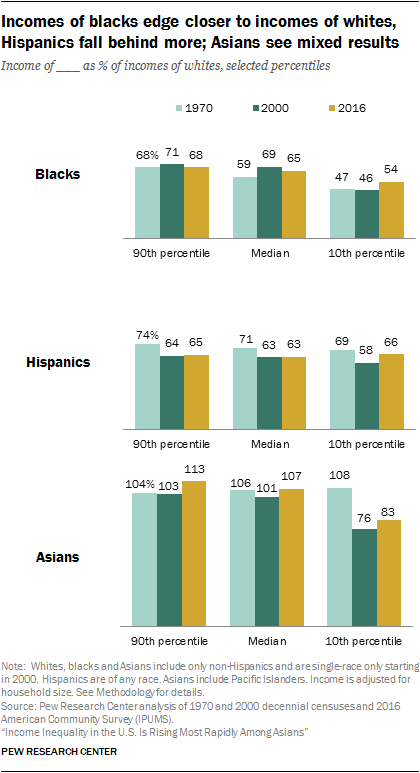 Incomes of blacks edge closer to incomes of whites,
Hispanics fall behind more; Asians see mixed results
Income of ___ as % of incomes of whites, selected percentiles
1970 2000 2016
68% 71 68 59 69 65 47 46 54
Blacks
90th percentile Median 10th percentile
74% 64 65 71 63 63 69 58 66
Hispanics
90th percentile Median 10th percentile
104% 103 113 106 101 107 108 76 83
Asians
90th percentile Median 10th percentile
Note: Whites, blacks and Asians include only non-Hispanics and are single-race only starting
in 2000. Hispanics are of any race. Asians include Pacific Islanders. Income is adjusted for
household size. See Methodology for details.
Source: Pew Research Center analysis of 1970 and 2000 decennial censuses and 2016
American Community Survey (IPUMS).
“Income Inequality in the U.S. Is Rising Most Rapidly Among Asians”
PEW RESEARCH CENTER